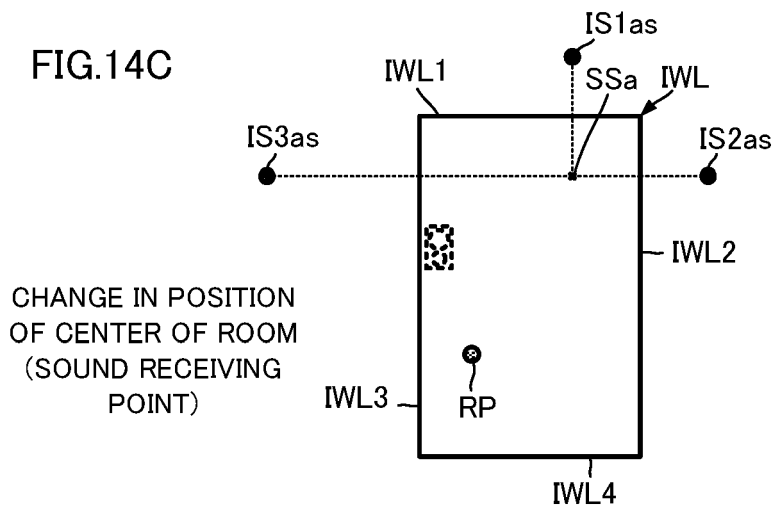 FIG.14C
IS1as
IWL1
SSa
IWL
IS3as
IS2as
IWL2
CHANGE IN POSITION
OF CENTER OF ROOM
(SOUND RECEIVING
POINT)
IWL3
RP
IWL4